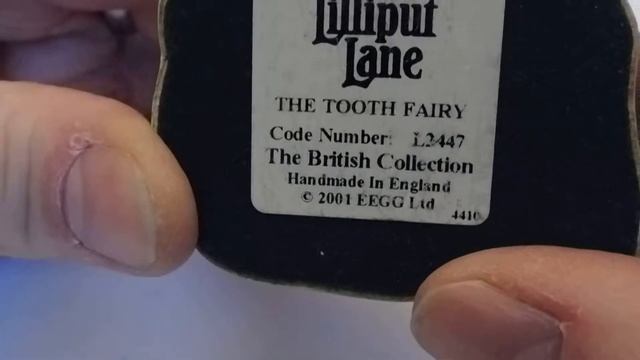 Lilliput
Lane
THE TOOTH FAIRY
Code Number: L2447
The British Collection
Handmade In England
© 2001 EEGG Ltd
4410